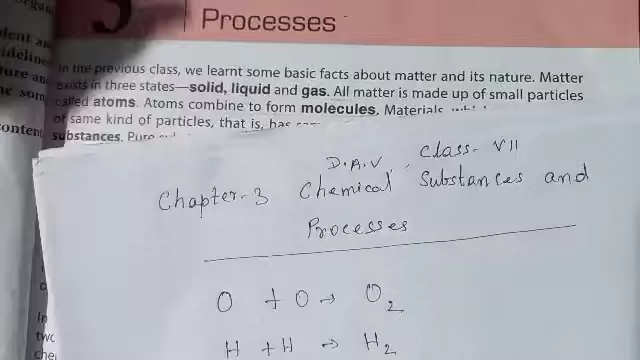 Processes
In the previous class, we learnt some basic facts about matter and its nature. Matter
exists in three states—solid, liquid and gas. All matter is made up of small particles
called atoms. Atoms combine to form molecules. Materials
of same kind of particles, that is, has
substances.
D.A.V. Class- VII
Chapter-3 Chemical Substances and
Processes
O + O → O₂
H + H → H₂